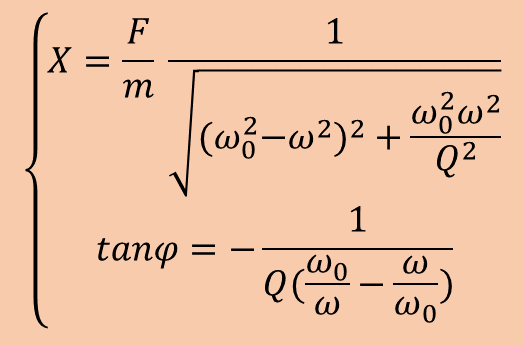 X = F/m 1/√((ω₀²−ω²)² + ω₀²ω²/Q²)
tanφ = − 1/(Q(ω₀/ω − ω/ω₀))